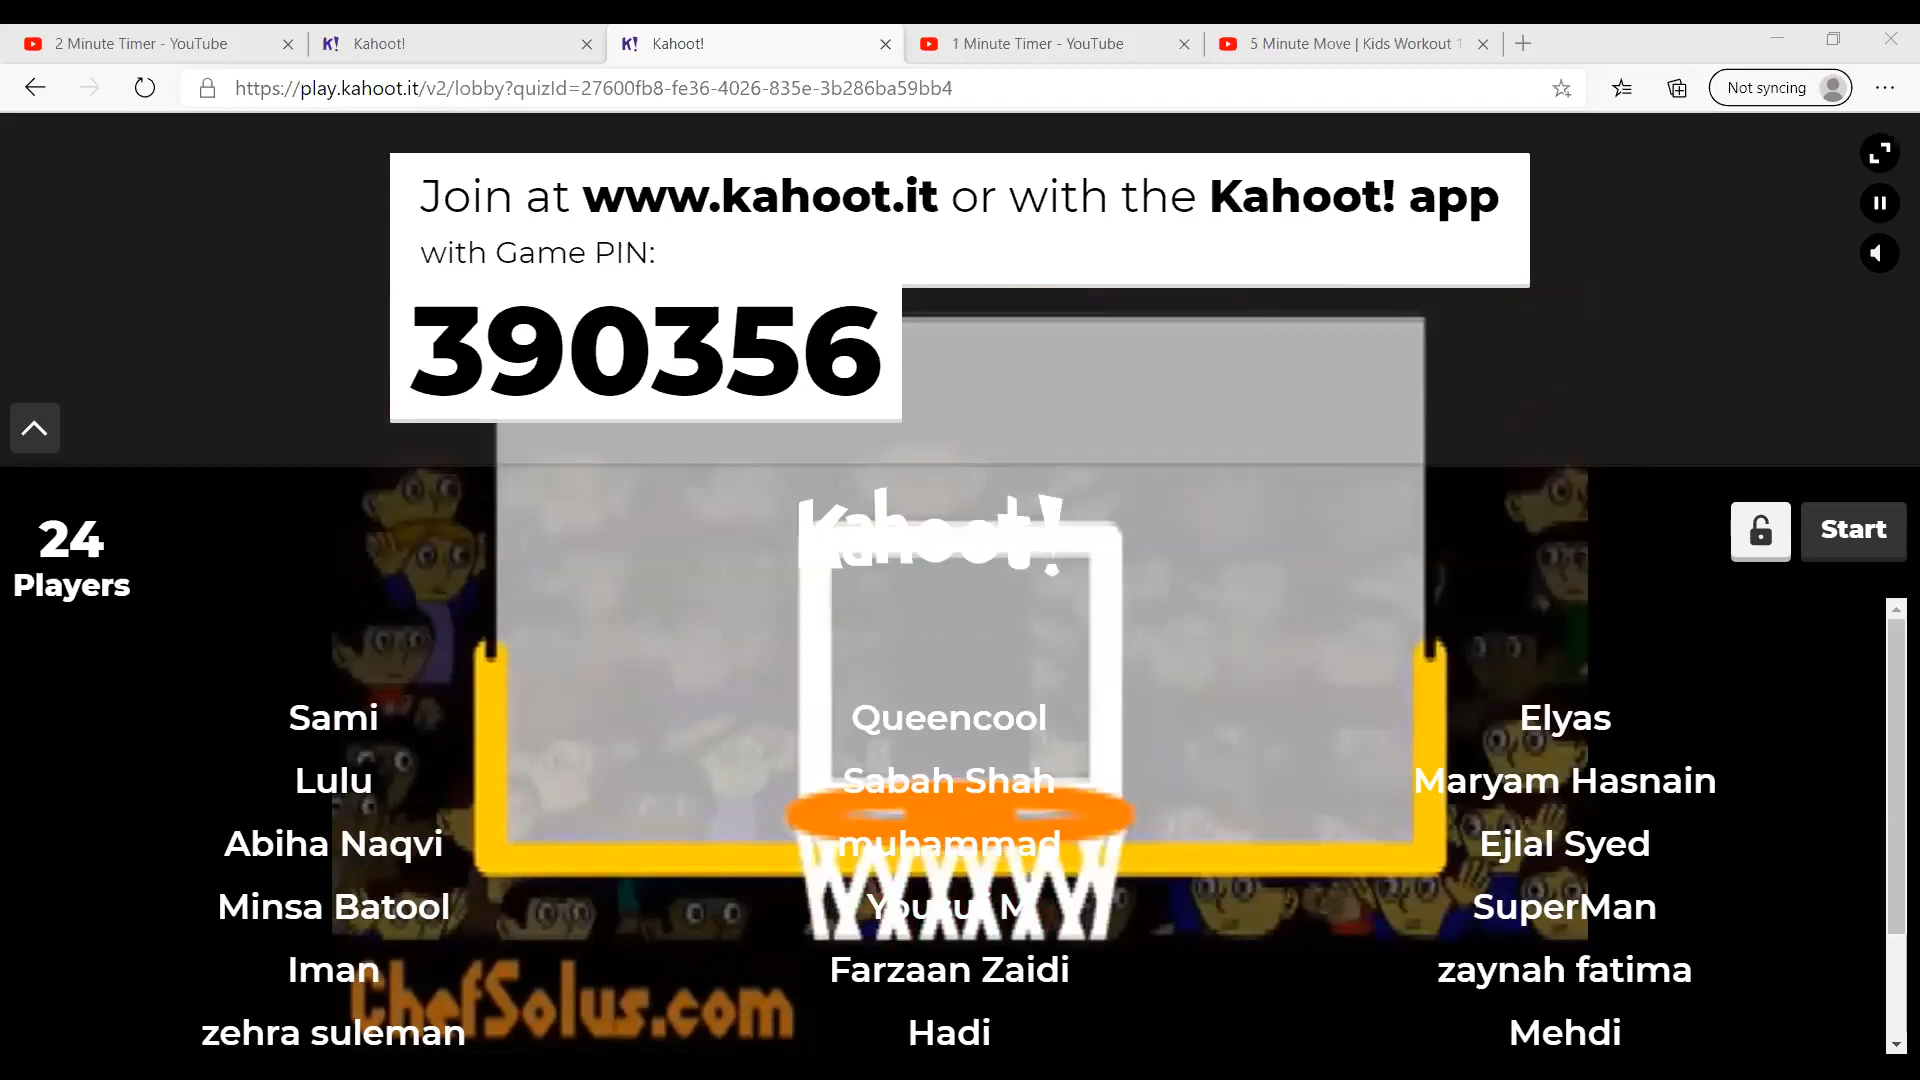 2 Minute Timer - YouTube
Kahoot!
Kahoot!
1 Minute Timer - YouTube
5 Minute Move | Kids Workout 1
https://play.kahoot.it/v2/lobby?quizId=27600fb8-fe36-4026-835e-3b286ba59bb4
Not syncing
Join at www.kahoot.it or with the Kahoot! app
with Game PIN:
390356
Kahoot!
24
Players
Start
Sami
Queencool
Elyas
Lulu
Sabah Shah
Maryam Hasnain
Abiha Naqvi
muhammad
Ejlal Syed
Minsa Batool
Yousuf M
SuperMan
Iman
Farzaan Zaidi
zaynah fatima
ChefSolus.com
zehra suleman
Hadi
Mehdi